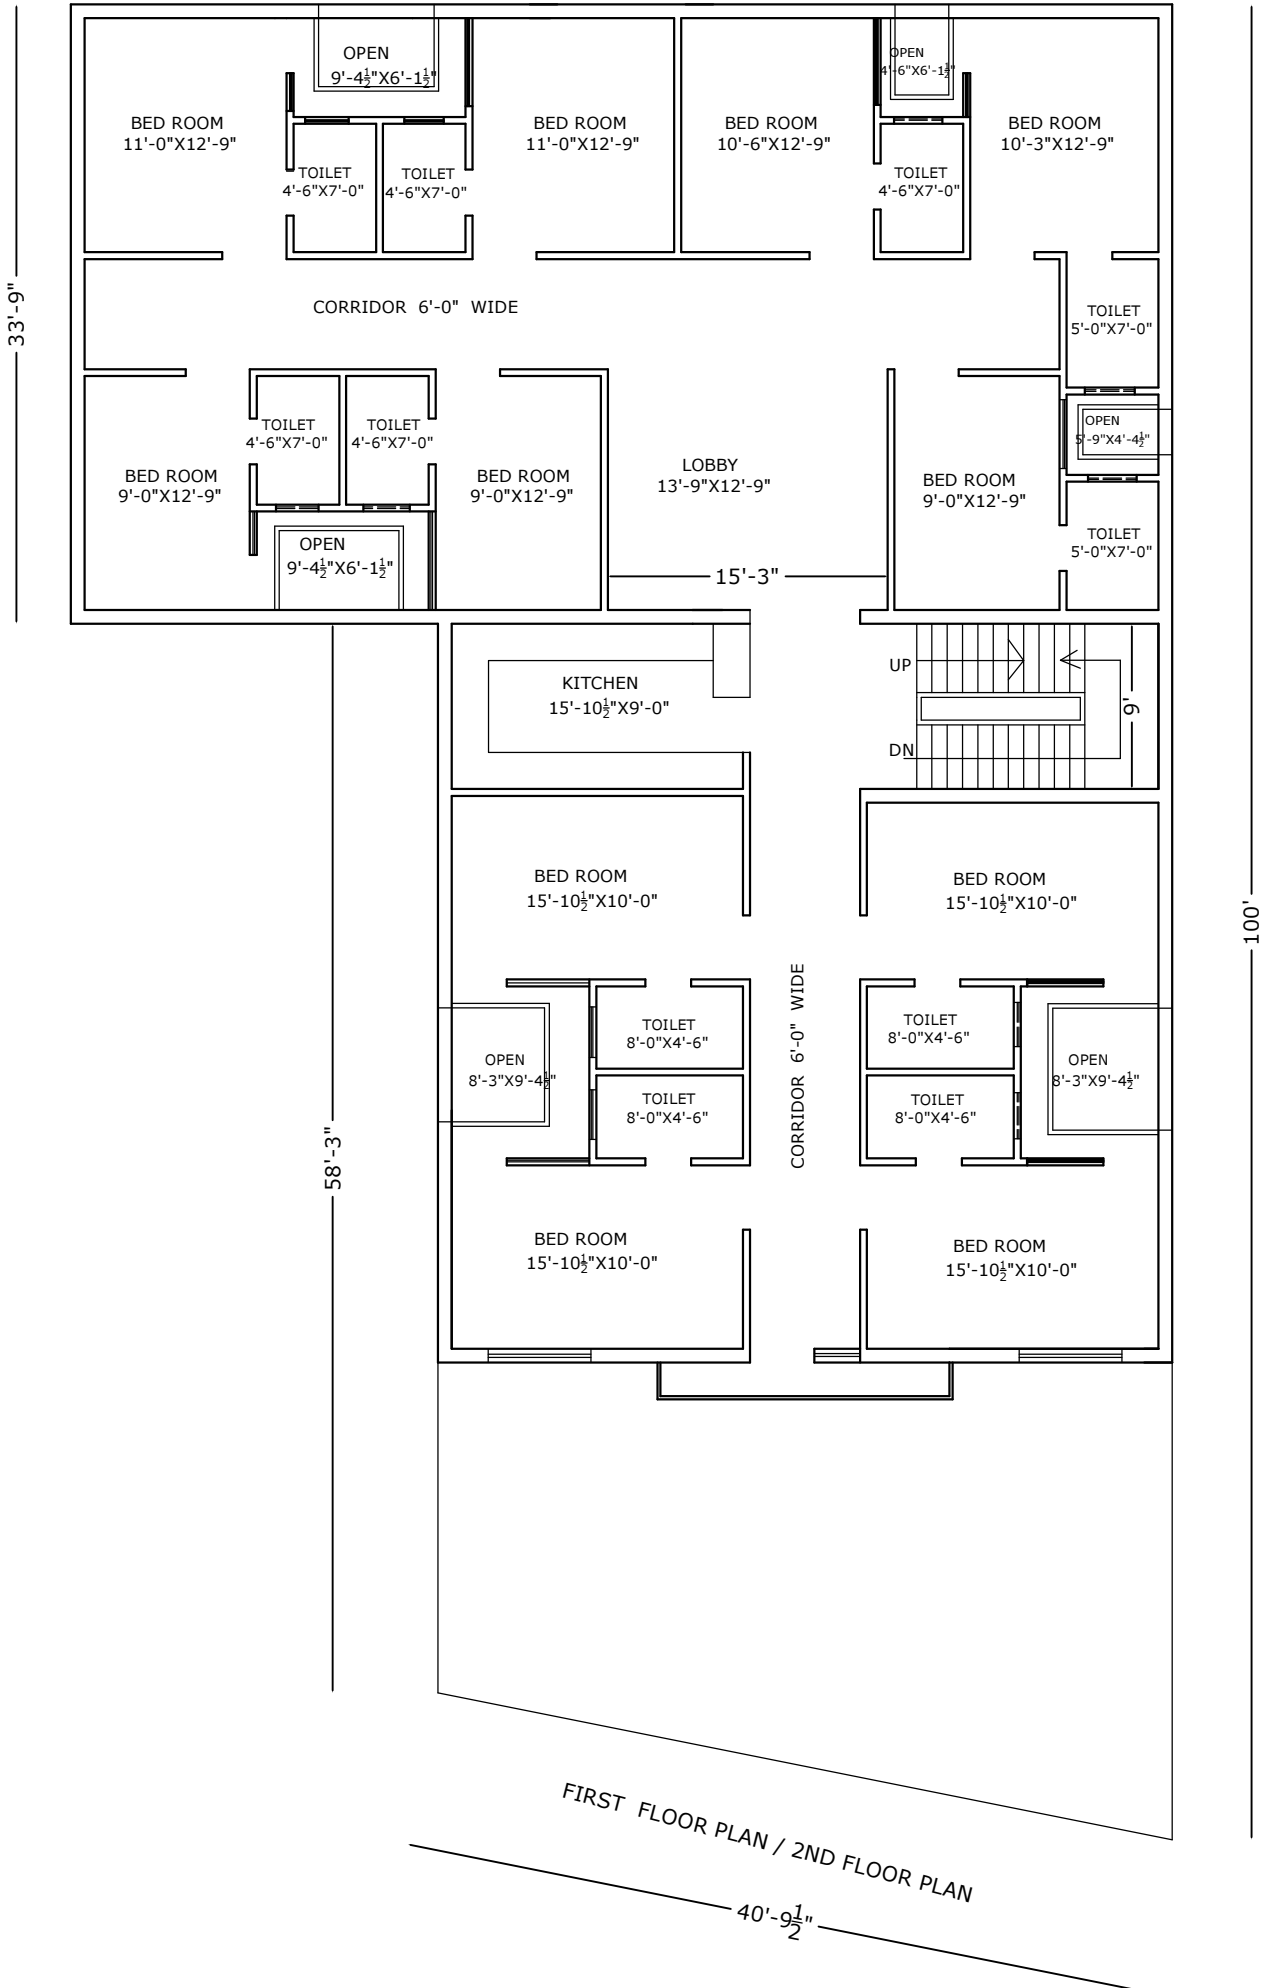 OPEN
9'-4½"X6'-1½"
OPEN
4'-6"X6'-1½"
BED ROOM
11'-0"X12'-9"
BED ROOM
11'-0"X12'-9"
BED ROOM
10'-6"X12'-9"
BED ROOM
10'-3"X12'-9"
TOILET
4'-6"X7'-0"
TOILET
4'-6"X7'-0"
TOILET
4'-6"X7'-0"
33'-9"
CORRIDOR 6'-0" WIDE
TOILET
5'-0"X7'-0"
TOILET
4'-6"X7'-0"
TOILET
4'-6"X7'-0"
OPEN
5'-9"X4'-4½"
BED ROOM
9'-0"X12'-9"
BED ROOM
9'-0"X12'-9"
LOBBY
13'-9"X12'-9"
BED ROOM
9'-0"X12'-9"
OPEN
9'-4½"X6'-1½"
TOILET
5'-0"X7'-0"
15'-3"
KITCHEN
15'-10½"X9'-0"
UP
DN
9'
BED ROOM
15'-10½"X10'-0"
BED ROOM
15'-10½"X10'-0"
100'
CORRIDOR 6'-0" WIDE
TOILET
8'-0"X4'-6"
TOILET
8'-0"X4'-6"
OPEN
8'-3"X9'-4½"
OPEN
8'-3"X9'-4½"
TOILET
8'-0"X4'-6"
TOILET
8'-0"X4'-6"
58'-3"
BED ROOM
15'-10½"X10'-0"
BED ROOM
15'-10½"X10'-0"
FIRST FLOOR PLAN / 2ND FLOOR PLAN
40'-9½"